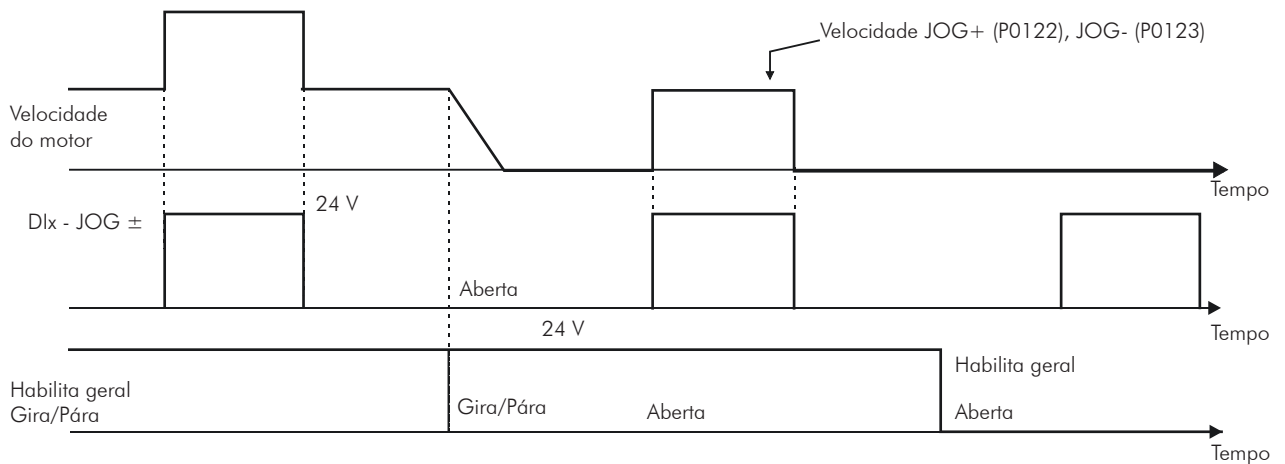 Velocidade JOG+ (P0122), JOG- (P0123)
Velocidade
do motor
Tempo
24 V
DIx - JOG ±
Aberta
Tempo
24 V
Habilita geral
Habilita geral
Gira/Pára
Gira/Pára
Aberta
Aberta
Tempo